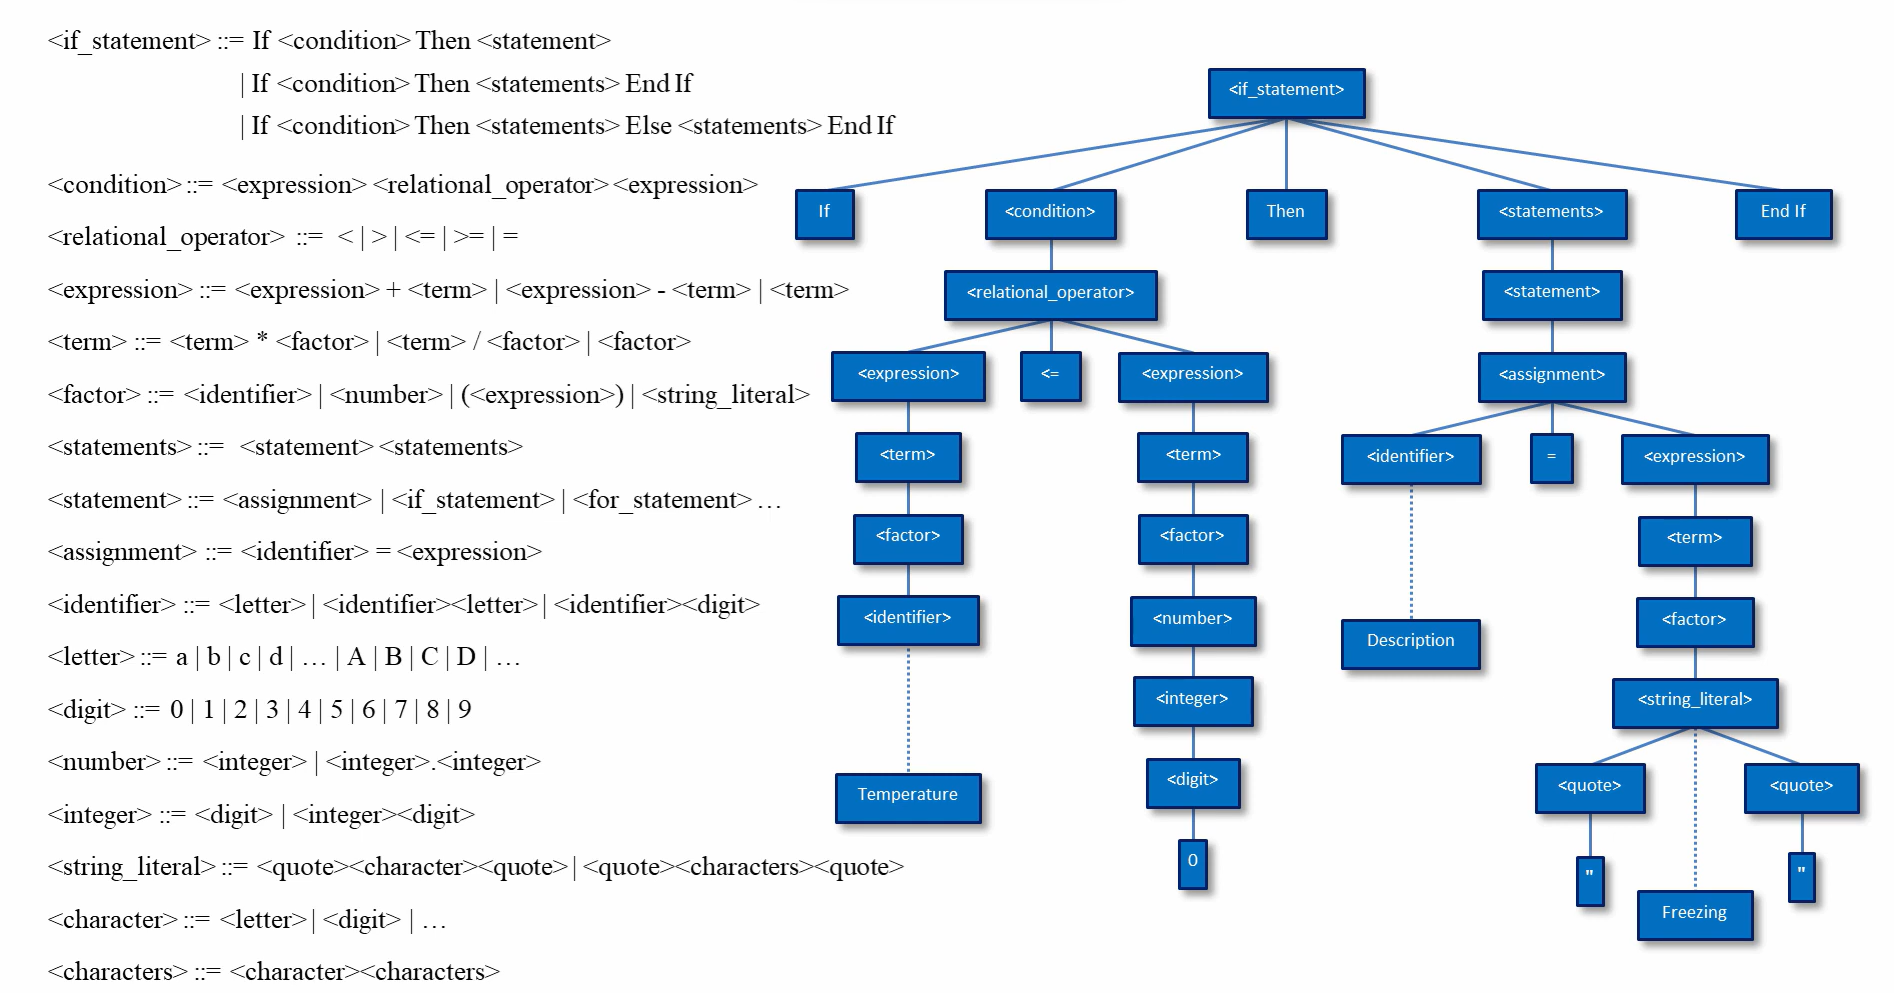 <if_statement> ::= If <condition> Then <statement>
| If <condition> Then <statements> End If
| If <condition> Then <statements> Else <statements> End If
<condition> ::= <expression> <relational_operator> <expression>
<relational_operator> ::= < | > | <= | >= | =
<expression> ::= <expression> + <term> | <expression> - <term> | <term>
<term> ::= <term> * <factor> | <term> / <factor> | <factor>
<factor> ::= <identifier> | <number> | (<expression>) | <string_literal>
<statements> ::= <statement> <statements>
<statement> ::= <assignment> | <if_statement> | <for_statement> …
<assignment> ::= <identifier> = <expression>
<identifier> ::= <letter> | <identifier><letter> | <identifier><digit>
<letter> ::= a | b | c | d | … | A | B | C | D | …
<digit> ::= 0 | 1 | 2 | 3 | 4 | 5 | 6 | 7 | 8 | 9
<number> ::= <integer> | <integer>.<integer>
<integer> ::= <digit> | <integer><digit>
<string_literal> ::= <quote><character><quote> | <quote><characters><quote>
<character> ::= <letter> | <digit> | …
<characters> ::= <character><characters>
<if_statement>
If <condition> Then <statements> End If
<relational_operator> <statement>
<expression> <= <expression> <assignment>
<term> <term> <identifier> = <expression>
<factor> <factor> <term>
<identifier> <number> <factor>
Description
<integer> <string_literal>
<digit> <quote> <quote>
Temperature
0 " "
Freezing